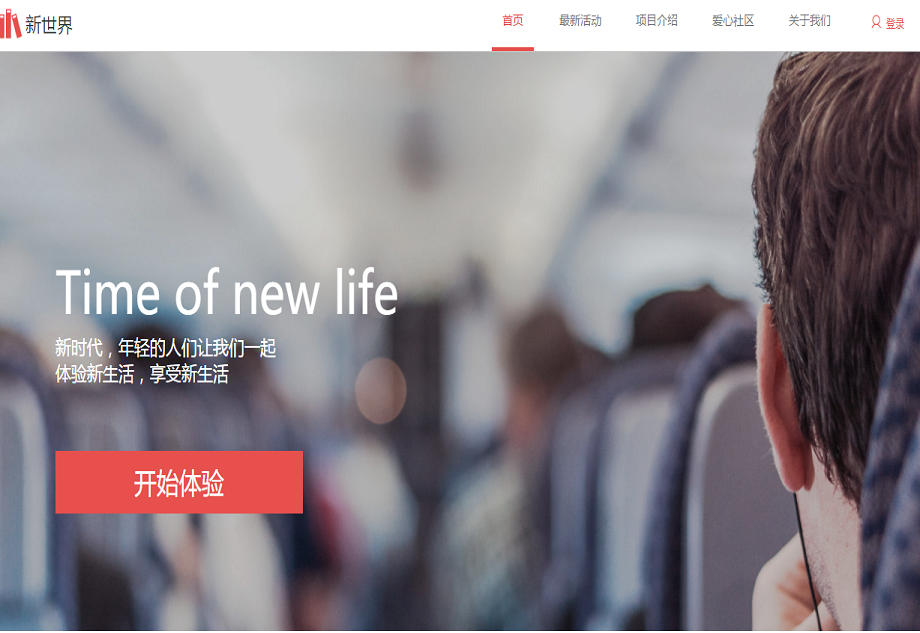 新世界
首页
最新活动
项目介绍
爱心社区
关于我们
登录
Time of new life
新时代，年轻的人们让我们一起
体验新生活，享受新生活
开始体验